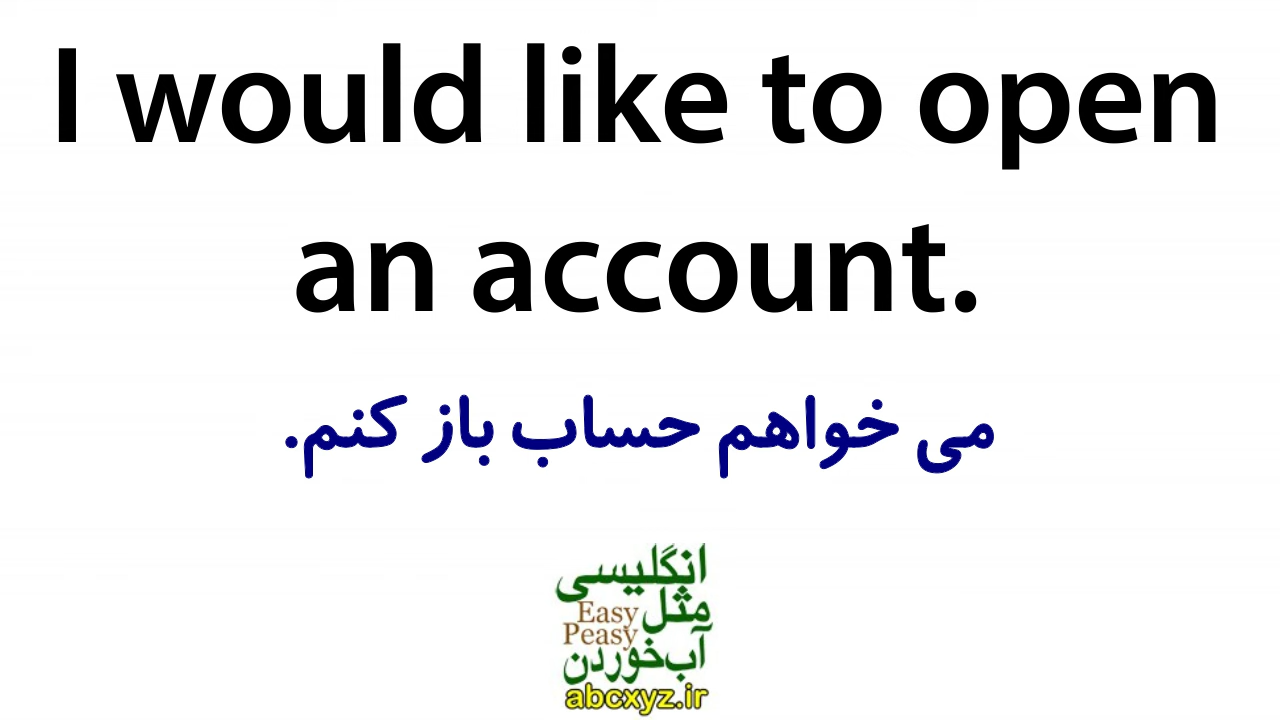 I would like to open
an account.
می خواهم حساب باز کنم.
انگلیسی
مثل
Easy
Peasy
آب‌خوردن
abcxyz.ir